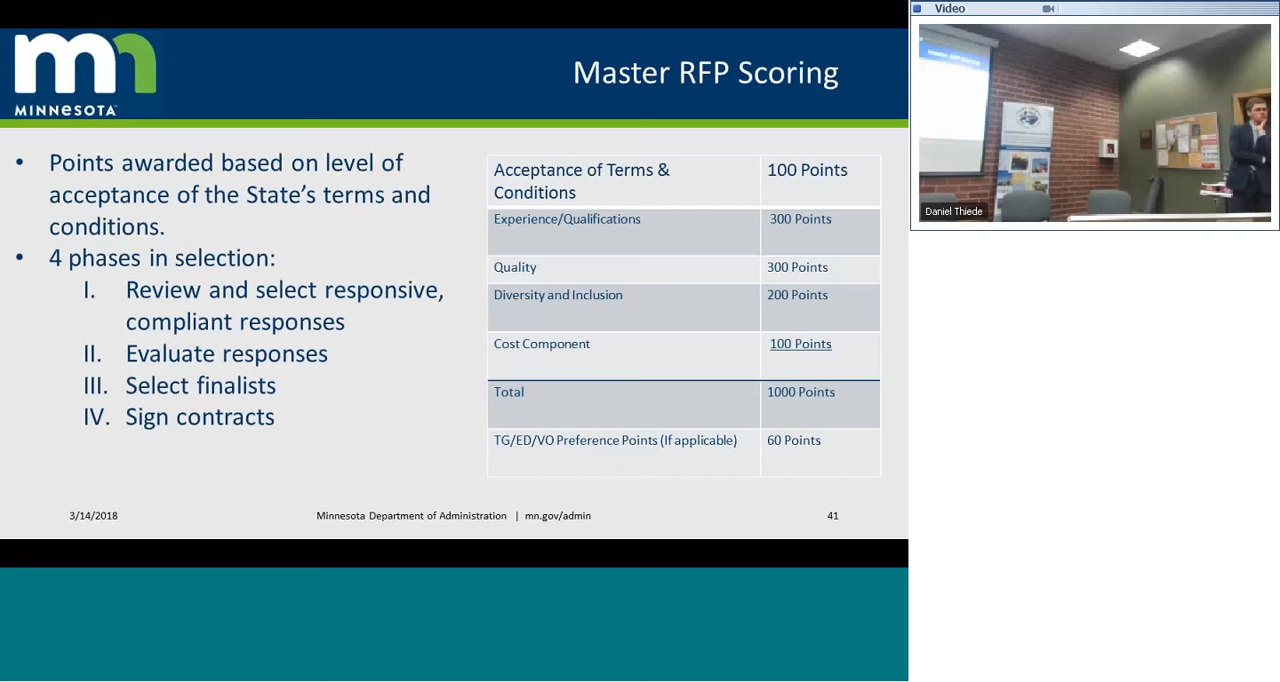 mn
MINNESOTA
Master RFP Scoring
• Points awarded based on level of
acceptance of the State's terms and
conditions.
• 4 phases in selection:
I. Review and select responsive,
compliant responses
II. Evaluate responses
III. Select finalists
IV. Sign contracts
Acceptance of Terms & Conditions 100 Points
Experience/Qualifications 300 Points
Quality 300 Points
Diversity and Inclusion 200 Points
Cost Component 100 Points
Total 1000 Points
TG/ED/VO Preference Points (If applicable) 60 Points
3/14/2018 Minnesota Department of Administration | mn.gov/admin 41
Video
Master RFP Scoring
Daniel Thiede